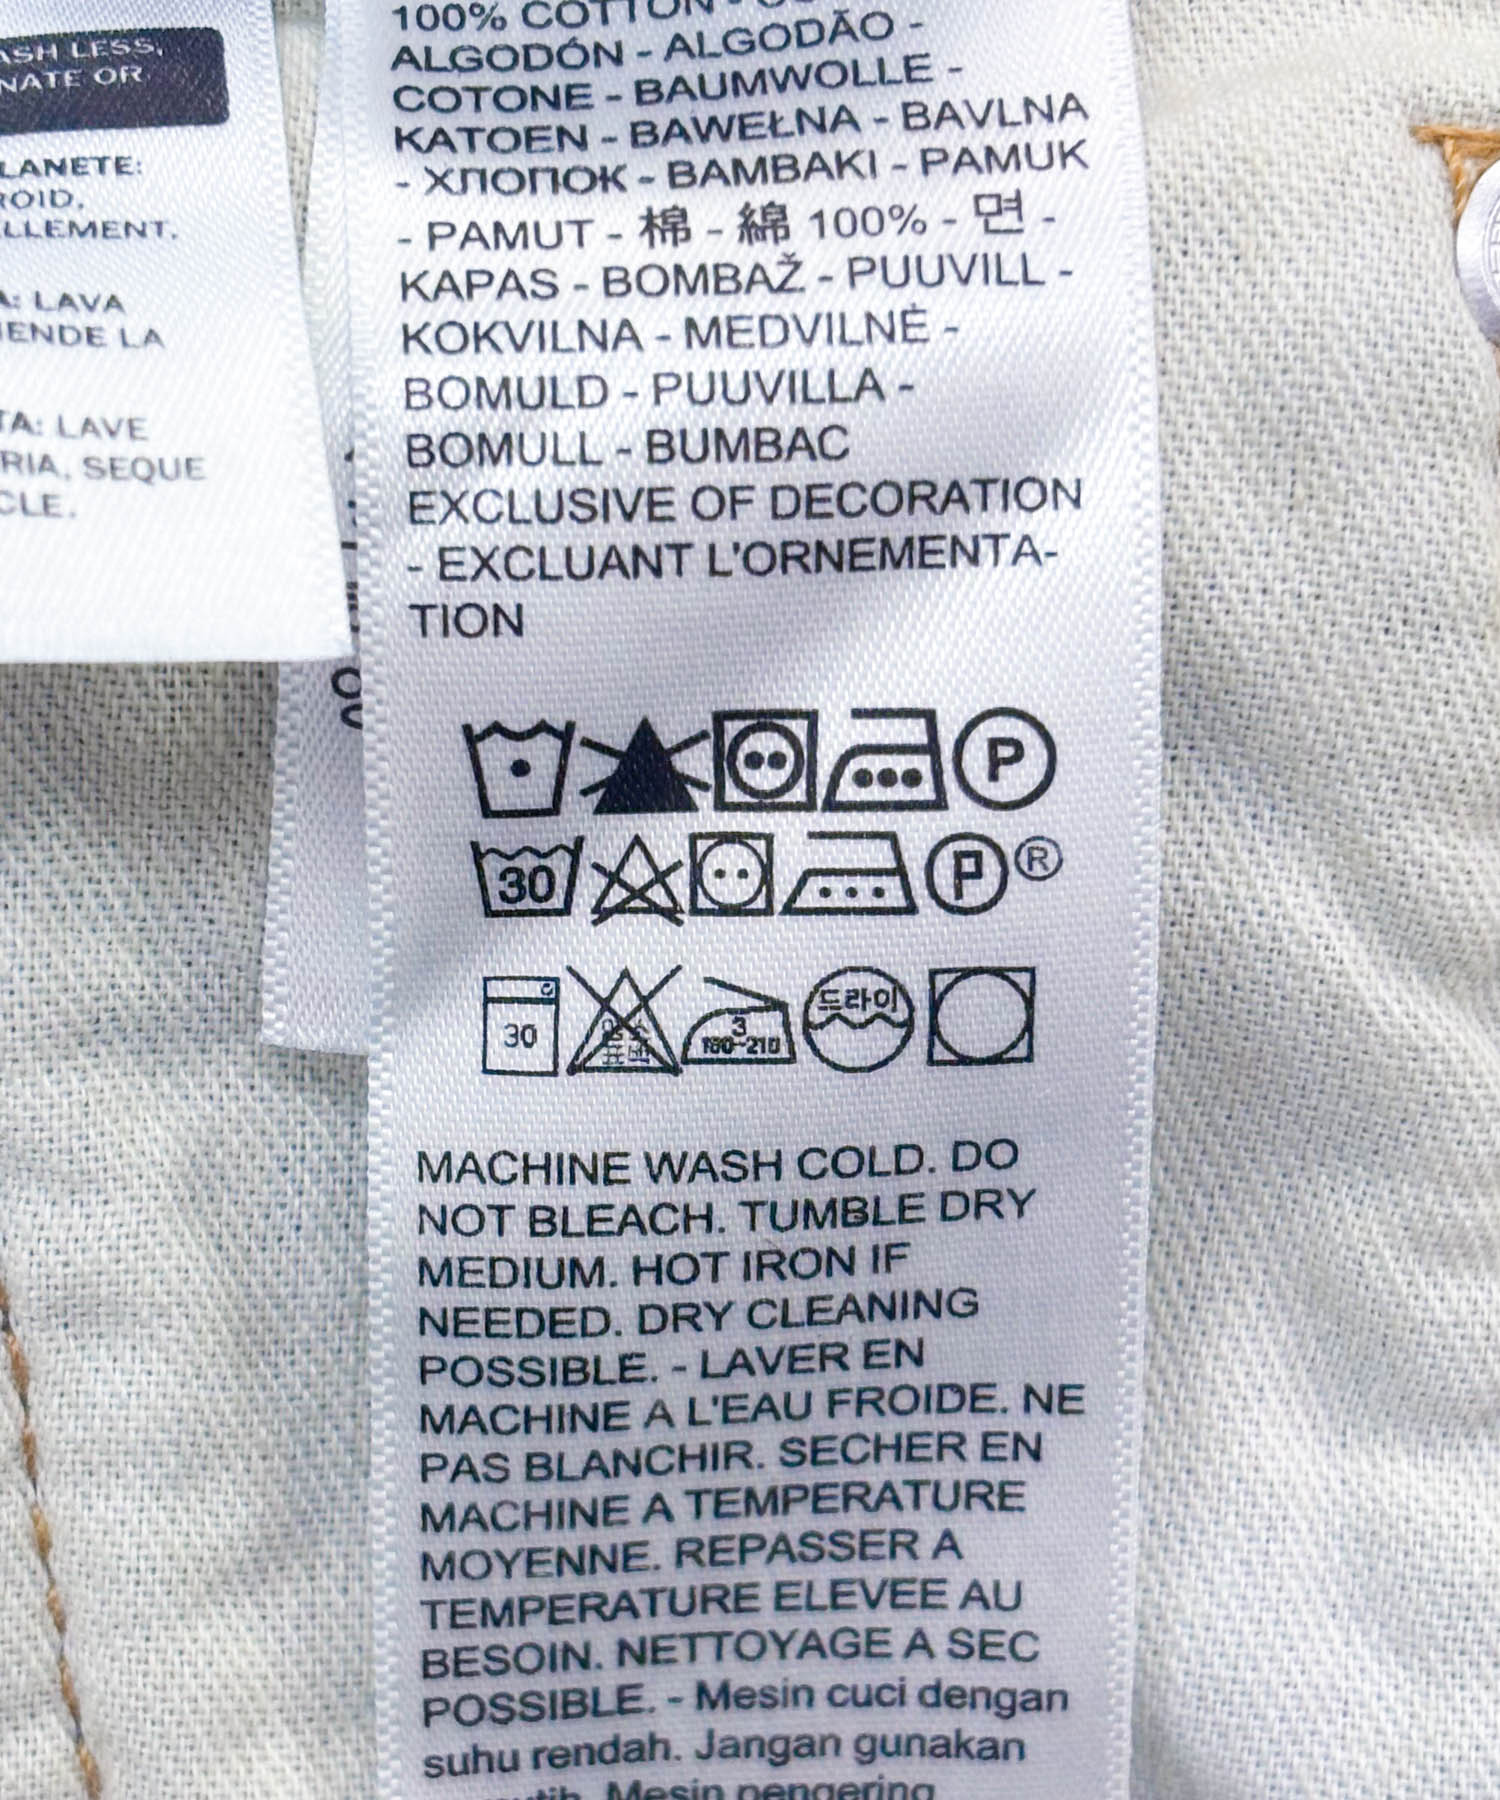 ASH LESS,
NATE OR
LANETE:
ROID,
LLEMENT.
A: LAVA
IENDE LA
TA: LAVE
RIA, SEQUE
CLE.
100% COTTON -
ALGODÓN - ALGODÃO -
COTONE - BAUMWOLLE -
KATOEN - BAWEŁNA - BAVLNA
- ХЛОПОК - BAMBAKI - PAMUK
- PAMUT - 棉 - 綿 100% - 면 -
KAPAS - BOMBAŽ - PUUVILL -
KOKVILNA - MEDVILNĖ -
BOMULD - PUUVILLA -
BOMULL - BUMBAC
EXCLUSIVE OF DECORATION
- EXCLUANT L'ORNEMENTA-
TION
P
30 P ®
30 3 180~210 드라이
MACHINE WASH COLD. DO
NOT BLEACH. TUMBLE DRY
MEDIUM. HOT IRON IF
NEEDED. DRY CLEANING
POSSIBLE. - LAVER EN
MACHINE A L'EAU FROIDE. NE
PAS BLANCHIR. SECHER EN
MACHINE A TEMPERATURE
MOYENNE. REPASSER A
TEMPERATURE ELEVEE AU
BESOIN. NETTOYAGE A SEC
POSSIBLE. - Mesin cuci dengan
suhu rendah. Jangan gunakan
Mesin pengering